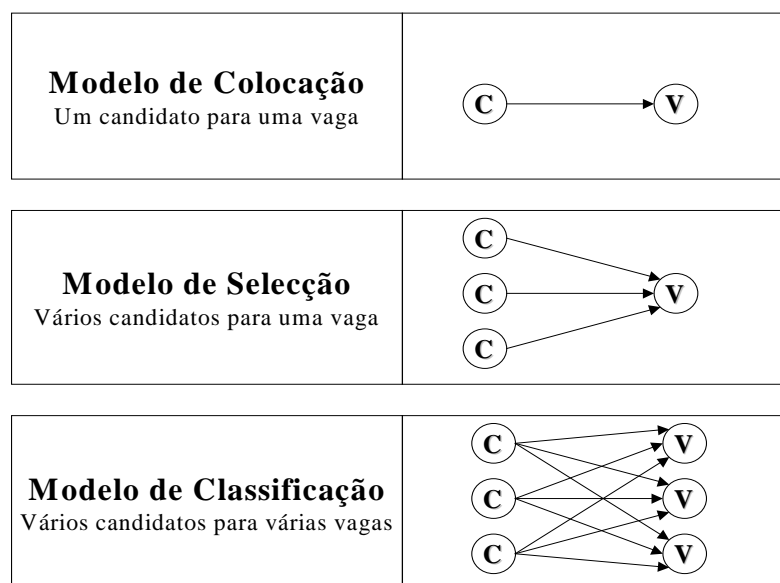 Modelo de Colocação
Um candidato para uma vaga
C V
Modelo de Selecção
Vários candidatos para uma vaga
C
C V
C
Modelo de Classificação
Vários candidatos para várias vagas
C V
C V
C V